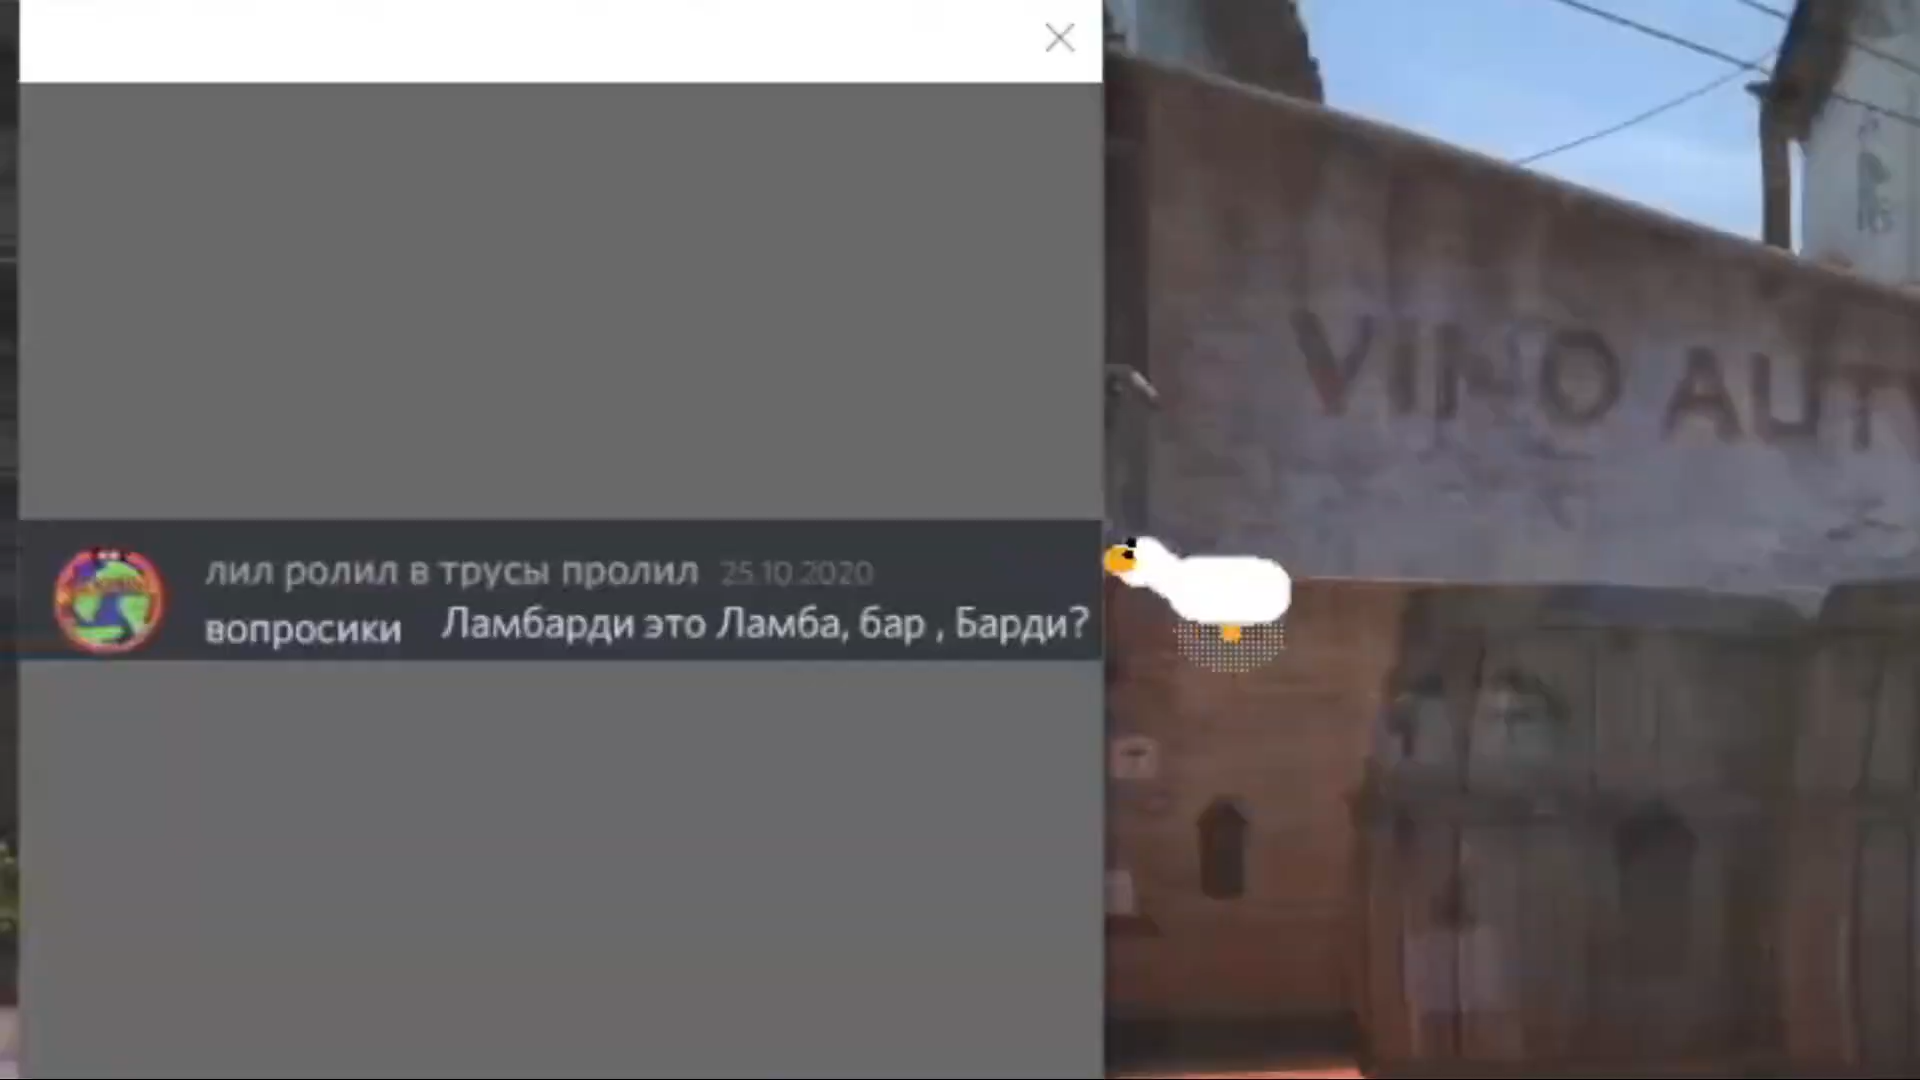 лил ролил в трусы пролил 25.10.2020
вопросики Ламбарди это Ламба, бар , Барди?
VINO AUT